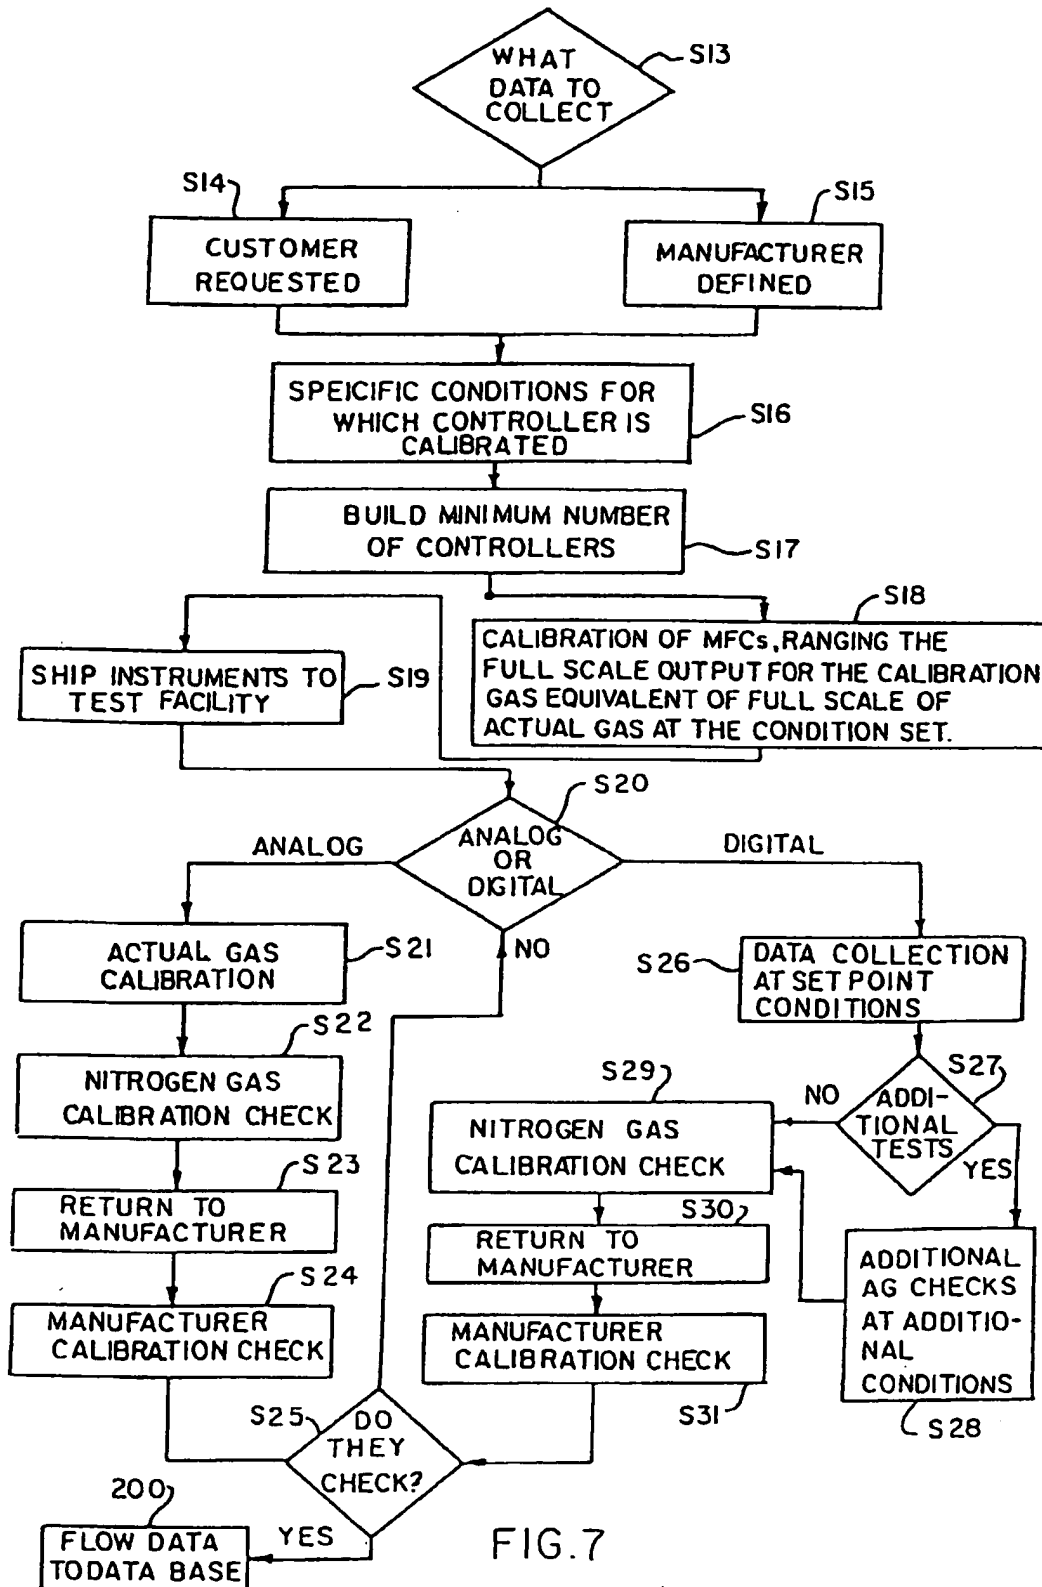 WHAT
DATA TO
COLLECT
S13
S14
S15
CUSTOMER
REQUESTED
MANUFACTURER
DEFINED
SPEICIFIC CONDITIONS FOR
WHICH CONTROLLER IS
CALIBRATED
S16
BUILD MINIMUM NUMBER
OF CONTROLLERS
S17
S18
CALIBRATION OF MFCs, RANGING THE
FULL SCALE OUTPUT FOR THE CALIBRATION
GAS EQUIVALENT OF FULL SCALE OF
ACTUAL GAS AT THE CONDITION SET.
SHIP INSTRUMENTS TO
TEST FACILITY
S19
S20
ANALOG
OR
DIGITAL
ANALOG
DIGITAL
NO
ACTUAL GAS
CALIBRATION
S21
S22
NITROGEN GAS
CALIBRATION CHECK
S23
RETURN TO
MANUFACTURER
S24
MANUFACTURER
CALIBRATION CHECK
S25
DO
THEY
CHECK?
S26
DATA COLLECTION
AT SET POINT
CONDITIONS
S27
ADDI-
TIONAL
TESTS
NO
YES
ADDITIONAL
AG CHECKS
AT ADDITIO-
NAL
CONDITIONS
S28
S29
NITROGEN GAS
CALIBRATION CHECK
S30
RETURN TO
MANUFACTURER
MANUFACTURER
CALIBRATION CHECK
S31
200
YES
FLOW DATA
TO DATA BASE
FIG.7